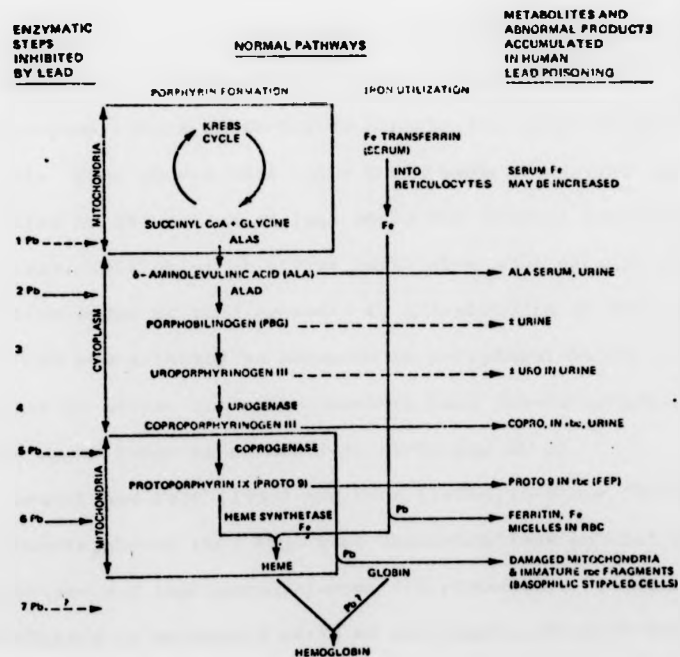 ENZYMATIC
STEPS
INHIBITED
BY LEAD
NORMAL PATHWAYS
METABOLITES AND
ABNORMAL PRODUCTS
ACCUMULATED
IN HUMAN
LEAD POISONING
PORPHYRIN FORMATION
IRON UTILIZATION
MITOCHONDRIA
KREBS
CYCLE
SUCCINYL CoA + GLYCINE
Fe TRANSFERRIN
(SERUM)
INTO
RETICULOCYTES
SERUM Fe
MAY BE INCREASED
Fe
1 Pb
ALAS
CYTOPLASM
δ-AMINOLEVULINIC ACID (ALA)
ALA SERUM, URINE
2 Pb
ALAD
PORPHOBILINOGEN (PBG)
± URINE
3
UROPORPHYRINOGEN III
± URO IN URINE
4
UROGENASE
COPROPORPHYRINOGEN III
COPRO, IN rbc, URINE
MITOCHONDRIA
5 Pb
COPROGENASE
PROTOPORPHYRIN IX (PROTO 9)
PROTO 9 IN rbc (FEP)
6 Pb
HEME SYNTHETASE
Fe
Pb
FERRITIN, Fe
MICELLES IN RBC
HEME
Pb
GLOBIN
DAMAGED MITOCHONDRIA
& IMMATURE rbc FRAGMENTS
(BASOPHILIC STIPPLED CELLS)
7 Pb ?
Pb ?
HEMOGLOBIN